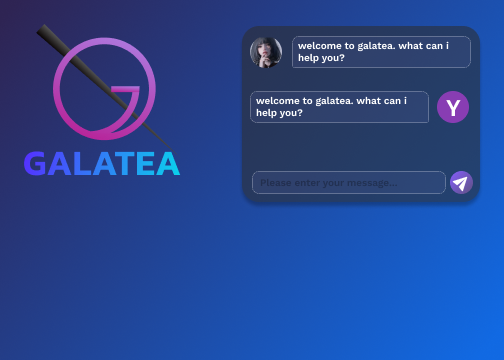 GALATEA
welcome to galatea. what can i
help you?
welcome to galatea. what can i
help you?
Y
Please enter your message...